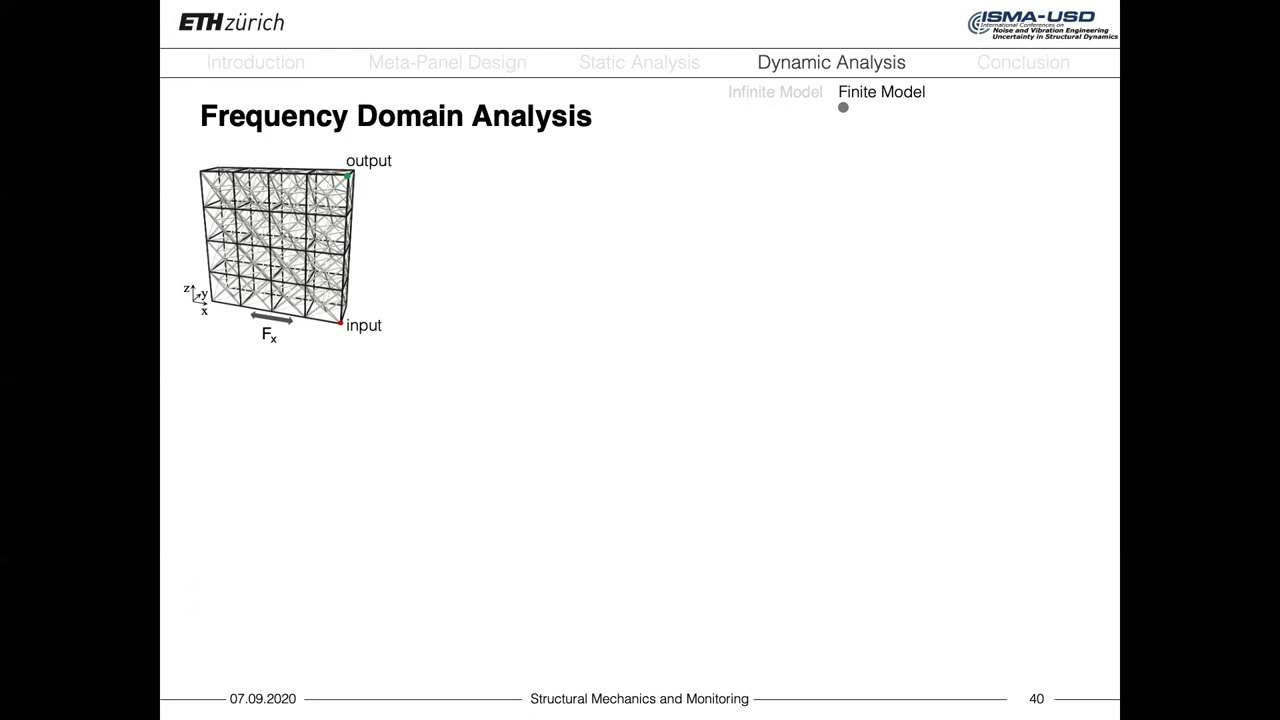 ETH zürich
ISMA-USD
International Conferences on
Noise and Vibration Engineering
Uncertainty in Structural Dynamics
Introduction
Meta-Panel Design
Static Analysis
Dynamic Analysis
Conclusion
Infinite Model
Finite Model
Frequency Domain Analysis
output
z
y
x
input
Fx
07.09.2020
Structural Mechanics and Monitoring
40